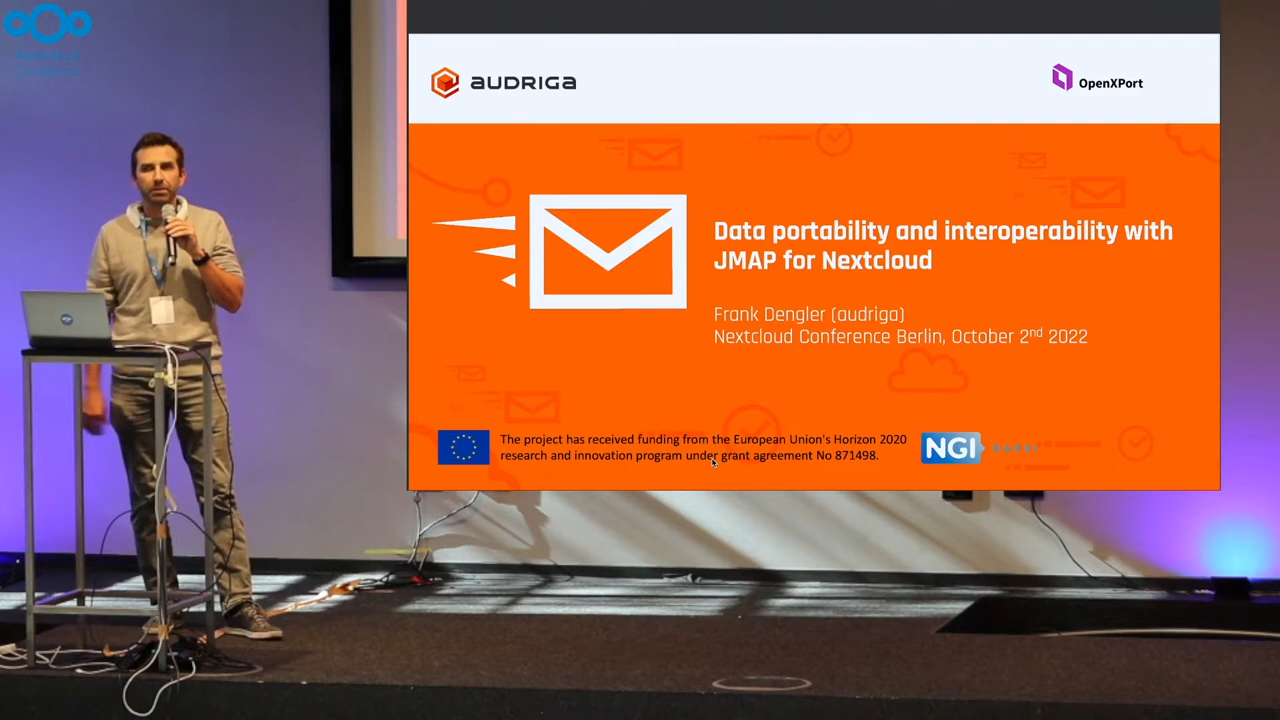 AUDRIGA
OpenXPort
Data portability and interoperability with
JMAP for Nextcloud
Frank Dengler (audriga)
Nextcloud Conference Berlin, October 2nd 2022
The project has received funding from the European Union's Horizon 2020
research and innovation program under grant agreement No 871498.
NGI